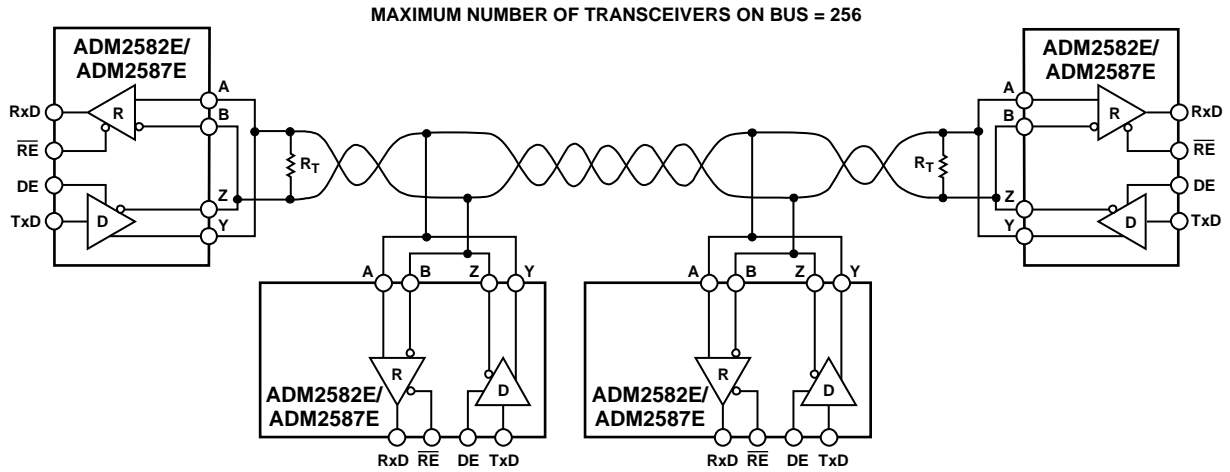 MAXIMUM NUMBER OF TRANSCEIVERS ON BUS = 256
ADM2582E/
ADM2587E
A
B
Z
Y
RxD
RE
DE
TxD
R
D
RT
ADM2582E/
ADM2587E
A
B
Z
Y
RxD
RE
DE
TxD
R
D
RT
A
B
Z
Y
R
D
ADM2582E/
ADM2587E
RxD
RE
DE
TxD
A
B
Z
Y
R
D
ADM2582E/
ADM2587E
RxD
RE
DE
TxD